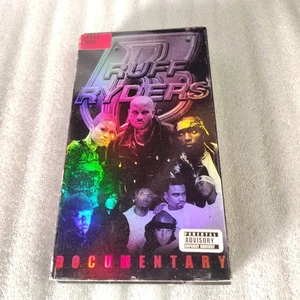 RUFF
RYDERS
PARENTAL
ADVISORY
EXPLICIT CONTENT
DOCUMENTARY